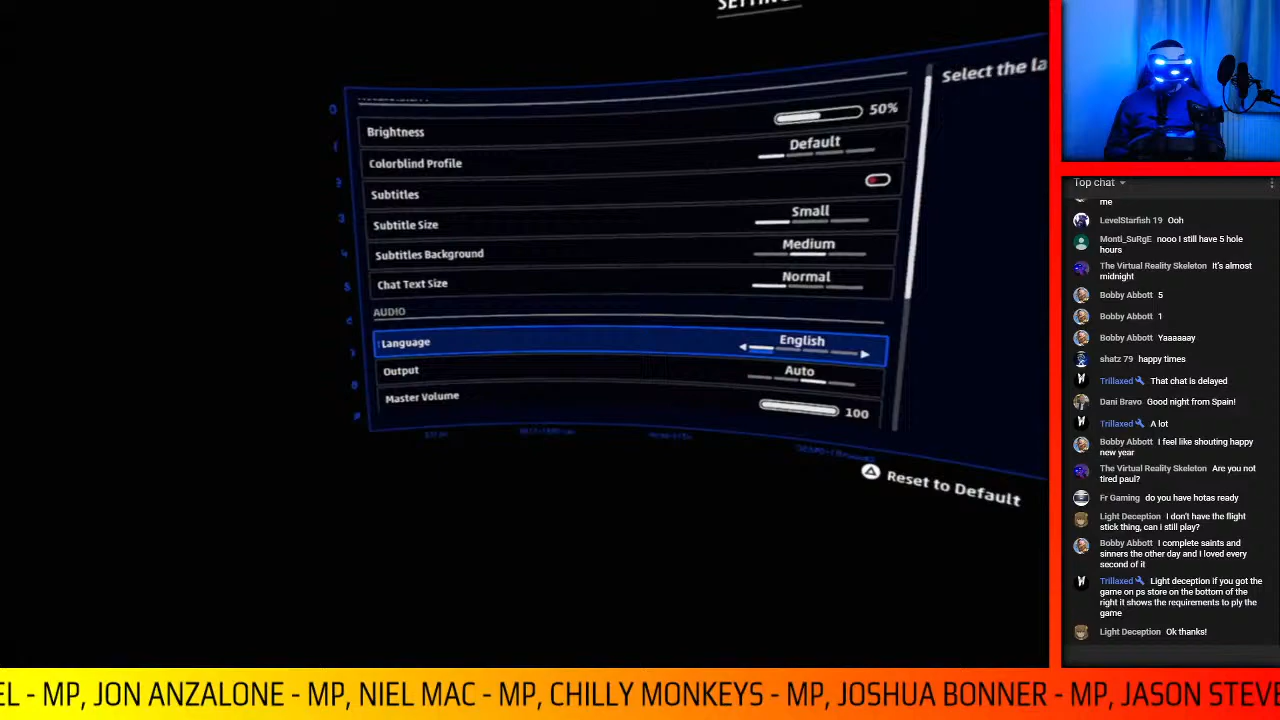 Brightness 50%
Colorblind Profile Default
Subtitles
Subtitle Size Small
Subtitles Background Medium
Chat Text Size Normal
AUDIO
Language English
Output Auto
Master Volume 100
Select the la
Reset to Default
Top chat
me
LevelStarfish 19 Ooh
Monti_SuRgE nooo I still have 5 hole
hours
The Virtual Reality Skeleton It's almost
midnight
Bobby Abbott 5
Bobby Abbott 1
Bobby Abbott Yaaaaaay
shatz 79 happy times
Trillaxed That chat is delayed
Dani Bravo Good night from Spain!
Trillaxed A lot
Bobby Abbott I feel like shouting happy
new year
The Virtual Reality Skeleton Are you not
tired paul?
Fr Gaming do you have hotas ready
Light Deception I don't have the flight
stick thing, can i still play?
Bobby Abbott I complete saints and
sinners the other day and I loved every
second of it
Trillaxed Light deception if you got the
game on ps store on the bottom of the
right it shows the requirements to ply the
game
Light Deception Ok thanks!
EL - MP, JON ANZALONE - MP, NIEL MAC - MP, CHILLY MONKEYS - MP, JOSHUA BONNER - MP, JASON STEVE